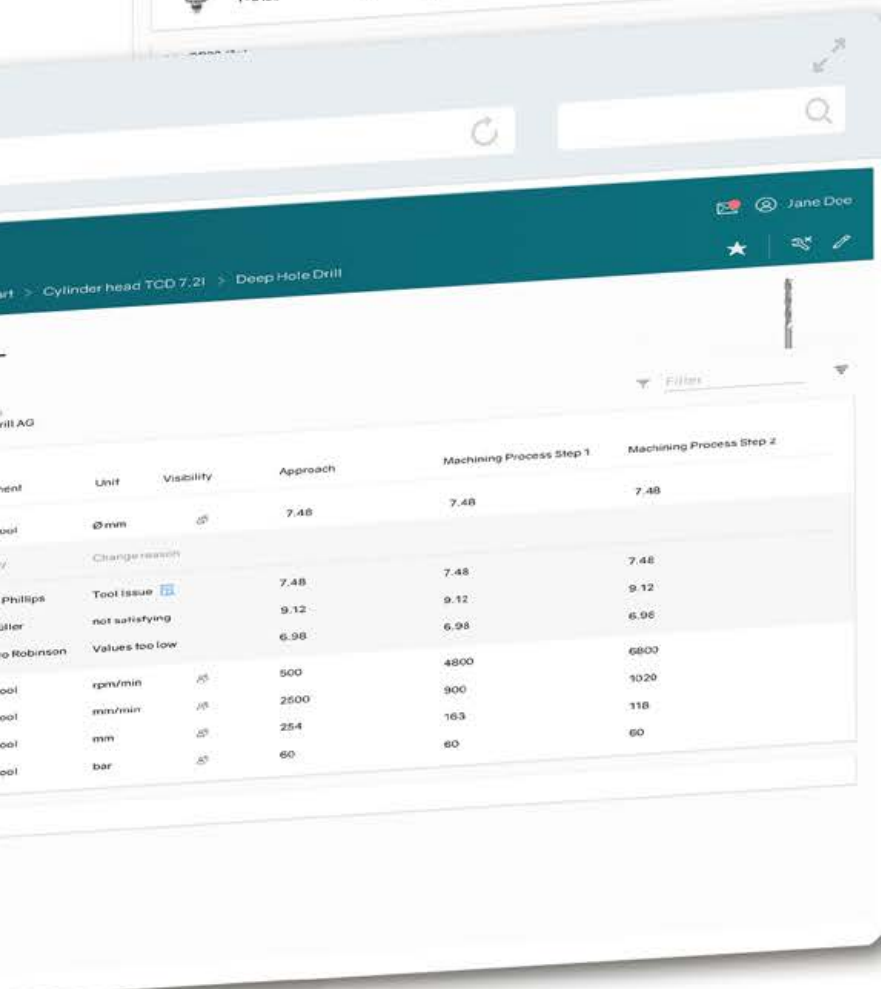 Jane Doe
> Cylinder head TCD 7.2l > Deep Hole Drill
Filter
rill AG
Unit Visibility Approach Machining Process Step 1 Machining Process Step 2
ool Ø mm 7.48 7.48 7.48
Change reason
Phillips Tool Issue 7.48 7.48 7.48
not satisfying 9.12 9.12 9.12
o Robinson Values too low 6.98 6.98 6.98
ool rpm/min 500 4800 6800
ool mm/min 2500 900 1020
ool mm 254 163 118
ool bar 60 60 60